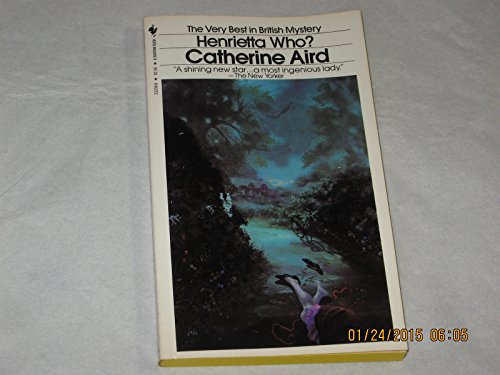 The Very Best in British Mystery
Henrietta Who?
Catherine Aird
"A shining new star...a most ingenious lady."
—The New Yorker
01/24/2015 06:05